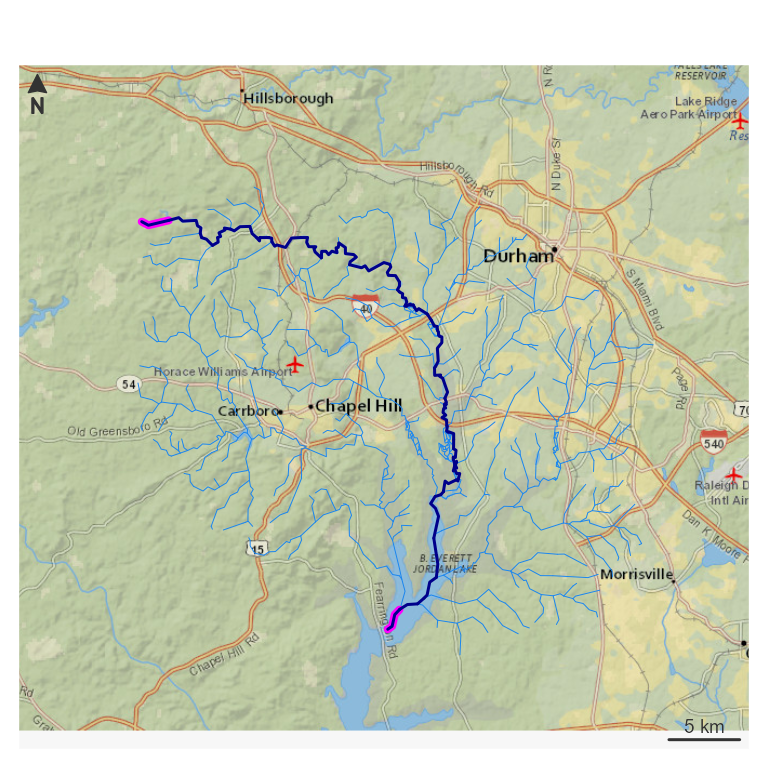 FALLS LAKE
RESERVOIR
N
Hillsborough
N
Lake Ridge
Aero Park Airport
Res
Hillsborough Rd
N Duke St
Durham
S Miami Blvd
40
Horace Williams Airport
54
Page Rd
70
Carrboro
Chapel Hill
Old Greensboro Rd
540
Raleigh D
Intl Air
Dan K. Moore F
15
B. EVERETT
JORDAN LAKE
Morrisville
Fearrington Rd
Chapel Hill Rd
Rd
5 km